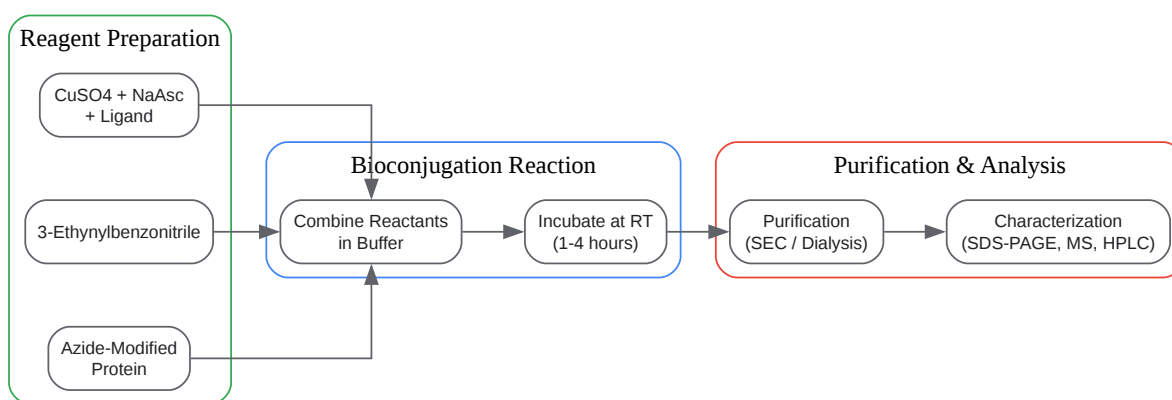 Reagent Preparation
CuSO4 + NaAsc
+ Ligand
3-Ethynylbenzonitrile
Azide-Modified
Protein
Bioconjugation Reaction
Combine Reactants
in Buffer
Incubate at RT
(1-4 hours)
Purification & Analysis
Purification
(SEC / Dialysis)
Characterization
(SDS-PAGE, MS, HPLC)